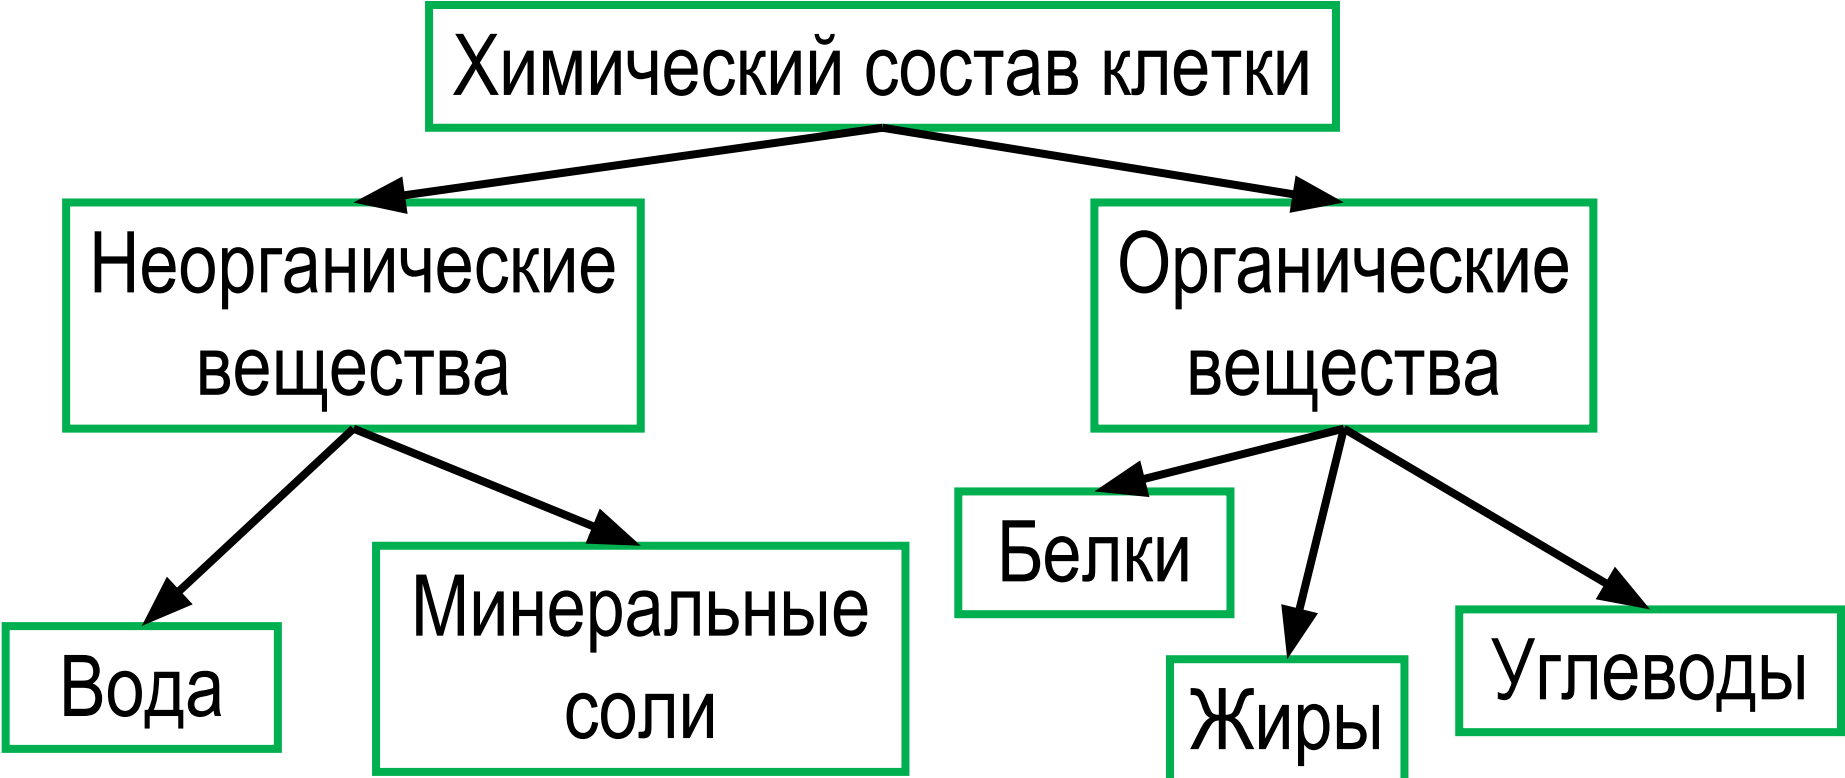 Химический состав клетки
Неорганические
вещества
Органические
вещества
Вода
Минеральные
соли
Белки
Жиры
Углеводы